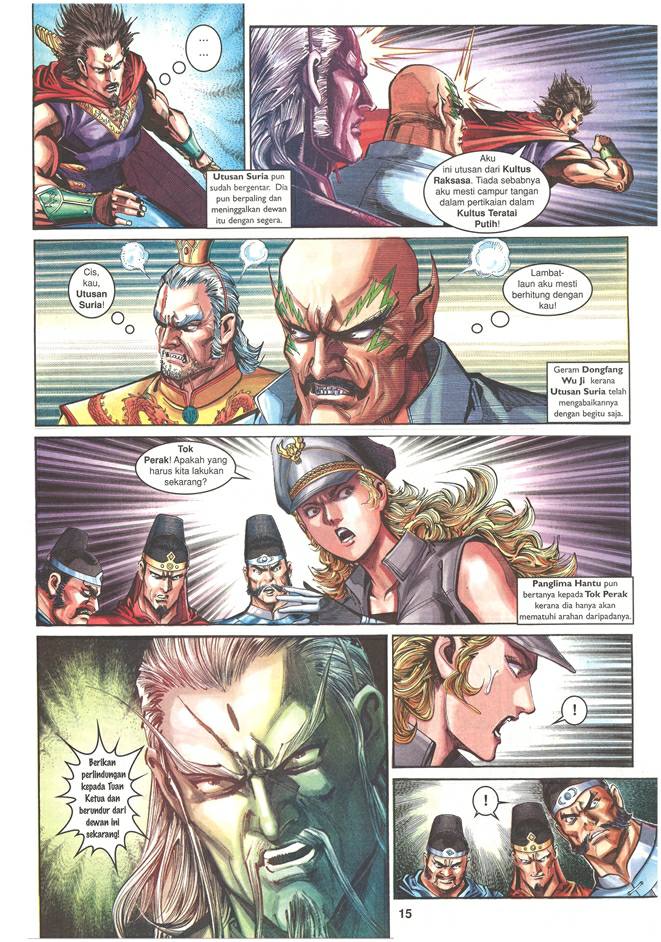 ...
...
Utusan Suria pun
sudah bergentar. Dia
pun berpaling dan
meninggalkan dewan
itu dengan segera.
Aku
ini utusan dari Kultus
Raksasa. Tiada sebabnya
aku mesti campur tangan
dalam pertikaian dalam
Kultus Teratai
Putih!
Cis,
kau,
Utusan
Suria!
Lambat-
laun aku mesti
berhitung dengan
kau!
Geram Dongfang
Wu Ji kerana
Utusan Suria telah
mengabaikannya
dengan begitu saja.
Tok
Perak! Apakah yang
harus kita lakukan
sekarang?
Panglima Hantu pun
bertanya kepada Tok Perak
kerana dia hanya akan
mematuhi arahan daripadanya.
Berikan
perlindungan
kepada Tuan
Ketua dan
berundur dari
dewan ini
sekarang!
!
!
15